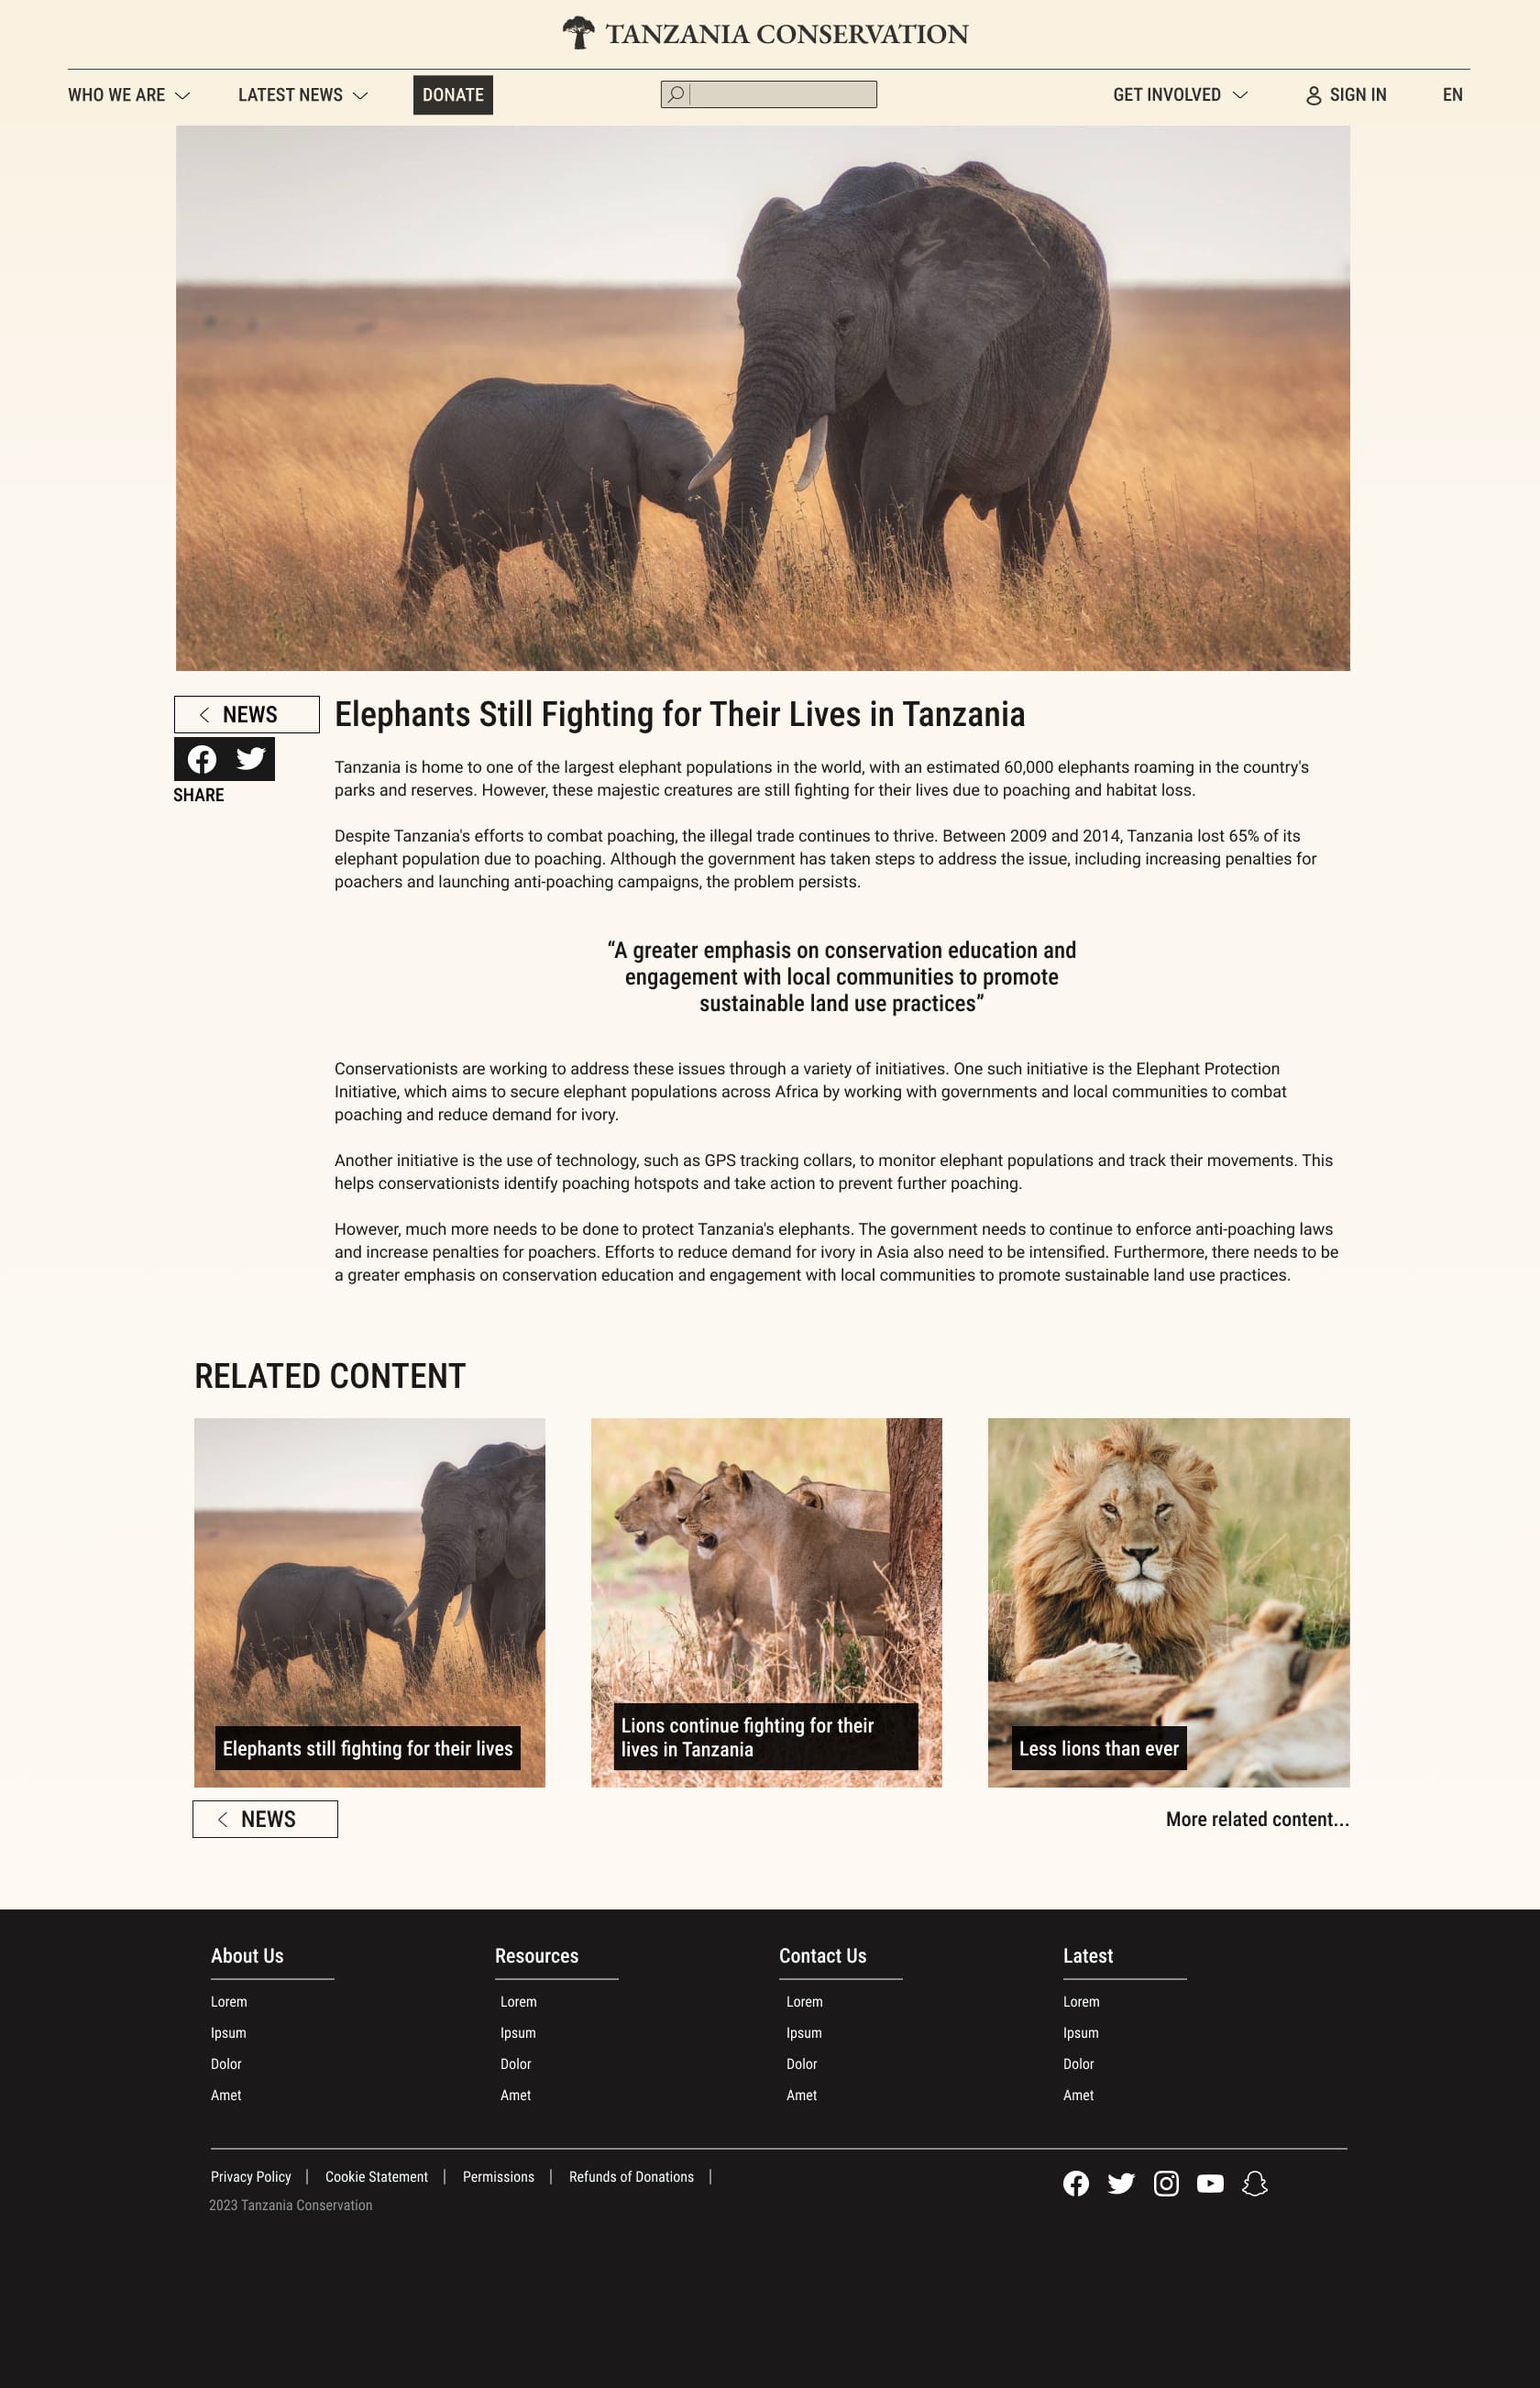 TANZANIA CONSERVATION
WHO WE ARE
LATEST NEWS
DONATE
GET INVOLVED
SIGN IN
EN
NEWS
SHARE
Elephants Still Fighting for Their Lives in Tanzania
Tanzania is home to one of the largest elephant populations in the world, with an estimated 60,000 elephants roaming in the country's
parks and reserves. However, these majestic creatures are still fighting for their lives due to poaching and habitat loss.
Despite Tanzania's efforts to combat poaching, the illegal trade continues to thrive. Between 2009 and 2014, Tanzania lost 65% of its
elephant population due to poaching. Although the government has taken steps to address the issue, including increasing penalties for
poachers and launching anti-poaching campaigns, the problem persists.
“A greater emphasis on conservation education and
engagement with local communities to promote
sustainable land use practices”
Conservationists are working to address these issues through a variety of initiatives. One such initiative is the Elephant Protection
Initiative, which aims to secure elephant populations across Africa by working with governments and local communities to combat
poaching and reduce demand for ivory.
Another initiative is the use of technology, such as GPS tracking collars, to monitor elephant populations and track their movements. This
helps conservationists identify poaching hotspots and take action to prevent further poaching.
However, much more needs to be done to protect Tanzania's elephants. The government needs to continue to enforce anti-poaching laws
and increase penalties for poachers. Efforts to reduce demand for ivory in Asia also need to be intensified. Furthermore, there needs to be
a greater emphasis on conservation education and engagement with local communities to promote sustainable land use practices.
RELATED CONTENT
Elephants still fighting for their lives
Lions continue fighting for their
lives in Tanzania
Less lions than ever
NEWS
More related content...
About Us
Lorem
Ipsum
Dolor
Amet
Resources
Lorem
Ipsum
Dolor
Amet
Contact Us
Lorem
Ipsum
Dolor
Amet
Latest
Lorem
Ipsum
Dolor
Amet
Privacy Policy | Cookie Statement | Permissions | Refunds of Donations |
2023 Tanzania Conservation